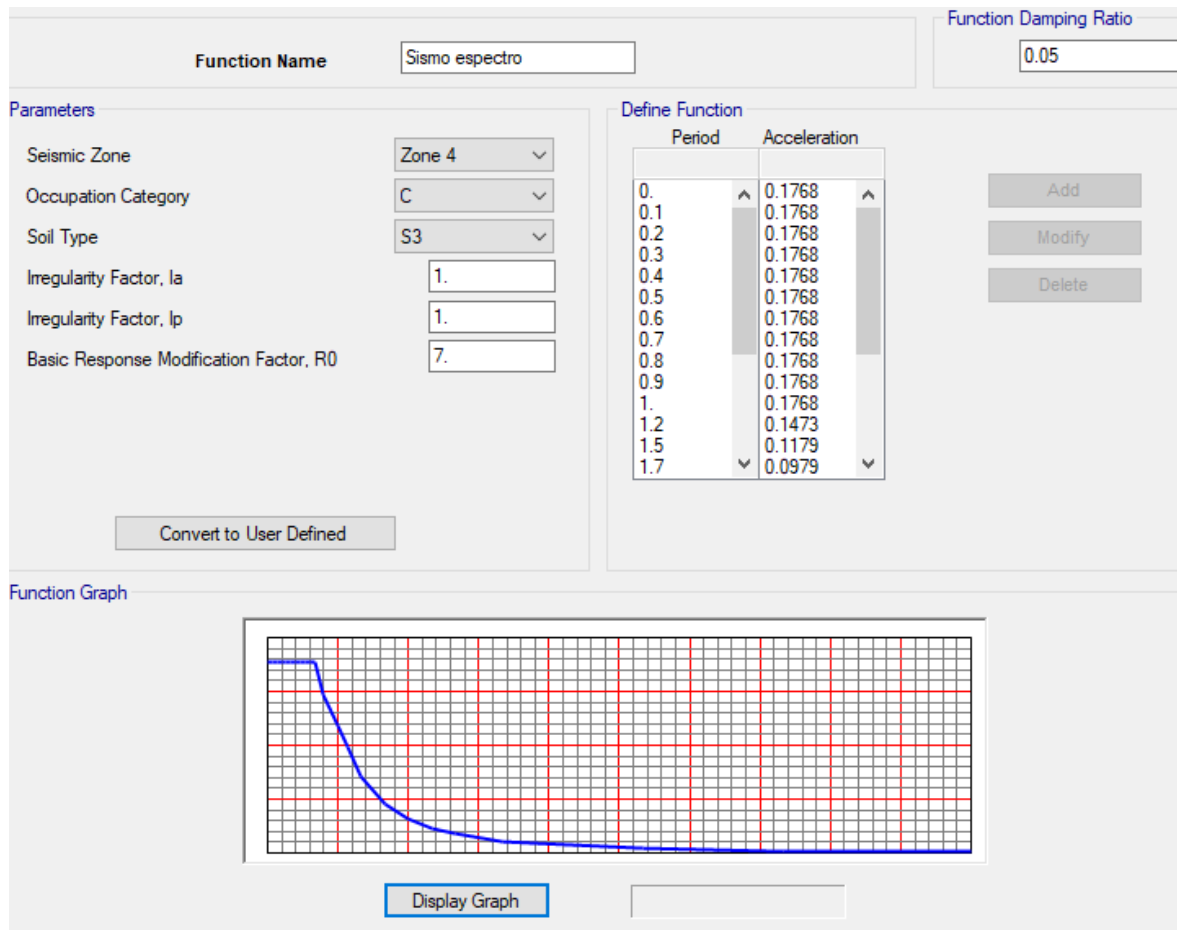 Function Damping Ratio
Function Name Sismo espectro 0.05
Parameters
Seismic Zone Zone 4
Occupation Category C
Soil Type S3
Irregularity Factor, Ia 1.
Irregularity Factor, Ip 1.
Basic Response Modification Factor, R0 7.
Convert to User Defined
Define Function
Period Acceleration
0. 0.1768
0.1 0.1768
0.2 0.1768
0.3 0.1768
0.4 0.1768
0.5 0.1768
0.6 0.1768
0.7 0.1768
0.8 0.1768
0.9 0.1768
1. 0.1768
1.2 0.1473
1.5 0.1179
1.7 0.0979
Add
Modify
Delete
Function Graph
Display Graph